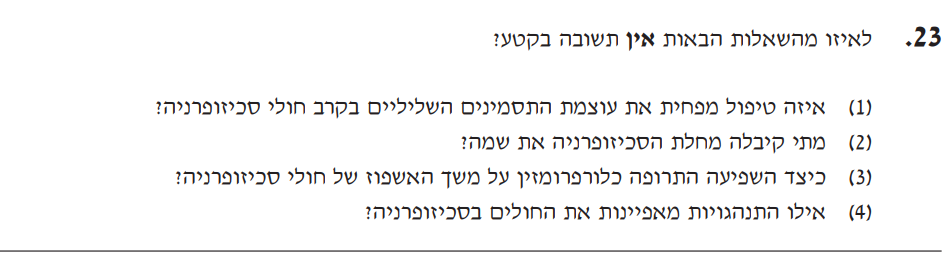 23. לאיזו מהשאלות הבאות אין תשובה בקטע?
(1) איזה טיפול מפחית את עוצמת התסמינים השליליים בקרב חולי סכיזופרניה?
(2) מתי קיבלה מחלת הסכיזופרניה את שמה?
(3) כיצד השפיעה התרופה כלורפרומזין על משך האשפוז של חולי סכיזופרניה?
(4) אילו התנהגויות מאפיינות את החולים בסכיזופרניה?